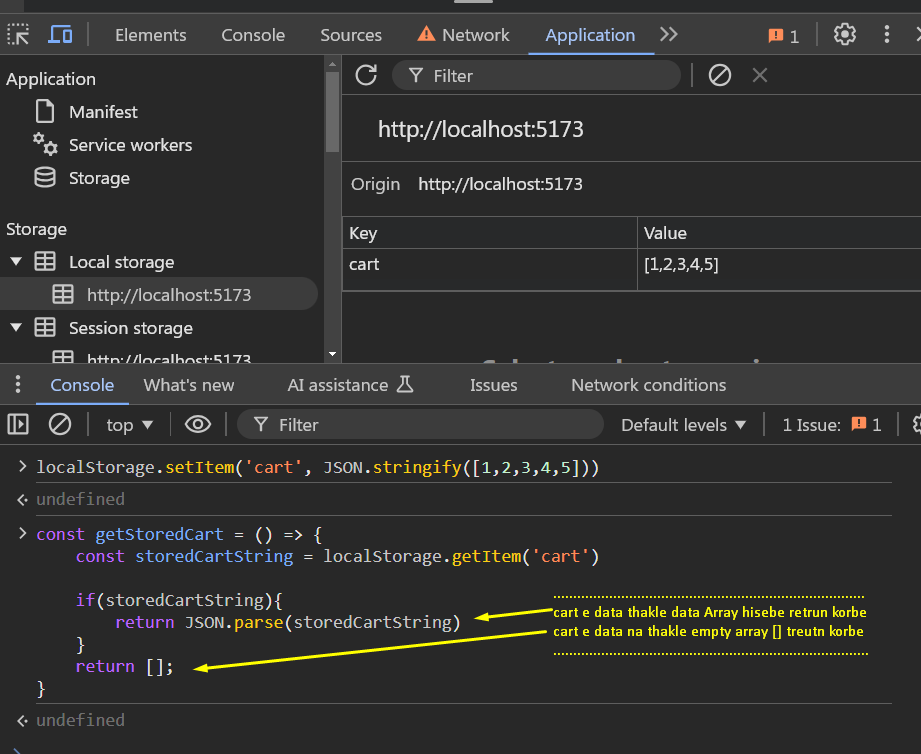 Elements Console Sources Network Application 1
Application
Manifest
Service workers
Storage
Storage
Local storage
http://localhost:5173
Session storage
http://localhost:5173
Filter
http://localhost:5173
Origin http://localhost:5173
Key Value
cart [1,2,3,4,5]
Console What's new AI assistance Issues Network conditions
top Filter Default levels 1 Issue: 1
localStorage.setItem('cart', JSON.stringify([1,2,3,4,5]))
undefined
const getStoredCart = () => {
const storedCartString = localStorage.getItem('cart')
if(storedCartString){
return JSON.parse(storedCartString)
}
return [];
}
cart e data thakle data Array hisebe retrun korbe
cart e data na thakle empty array [] treutn korbe
undefined